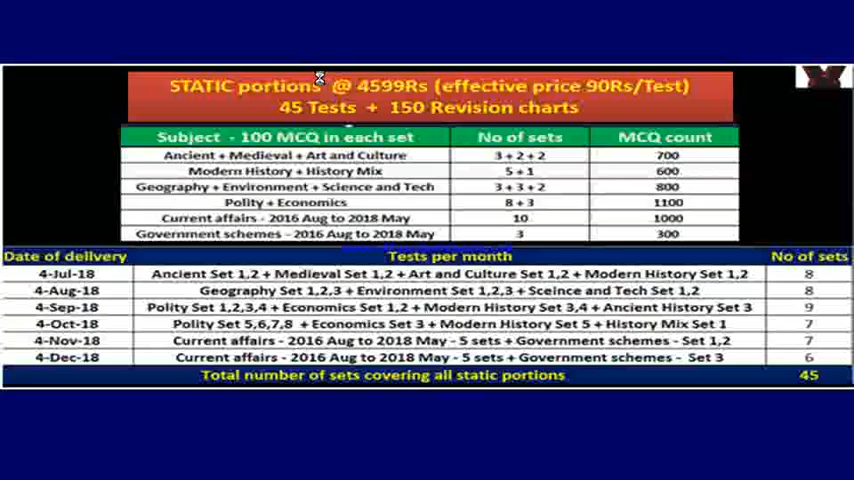 STATIC portions @ 4599Rs (effective price 90Rs/Test)
45 Tests + 150 Revision charts
Subject - 100 MCQ in each set No of sets MCQ count
Ancient + Medieval + Art and Culture 3 + 2 + 2 700
Modern History + History Mix 5 + 1 600
Geography + Environment + Science and Tech 3 + 3 + 2 800
Polity + Economics 8 + 3 1100
Current affairs - 2016 Aug to 2018 May 10 1000
Government schemes - 2016 Aug to 2018 May 3 300
Date of delivery Tests per month No of sets
4-Jul-18 Ancient Set 1,2 + Medieval Set 1,2 + Art and Culture Set 1,2 + Modern History Set 1,2 8
4-Aug-18 Geography Set 1,2,3 + Environment Set 1,2,3 + Sceince and Tech Set 1,2 8
4-Sep-18 Polity Set 1,2,3,4 + Economics Set 1,2 + Modern History Set 3,4 + Ancient History Set 3 9
4-Oct-18 Polity Set 5,6,7,8 + Economics Set 3 + Modern History Set 5 + History Mix Set 1 7
4-Nov-18 Current affairs - 2016 Aug to 2018 May - 5 sets + Government schemes - Set 1,2 7
4-Dec-18 Current affairs - 2016 Aug to 2018 May - 5 sets + Government schemes - Set 3 6
Total number of sets covering all static portions 45